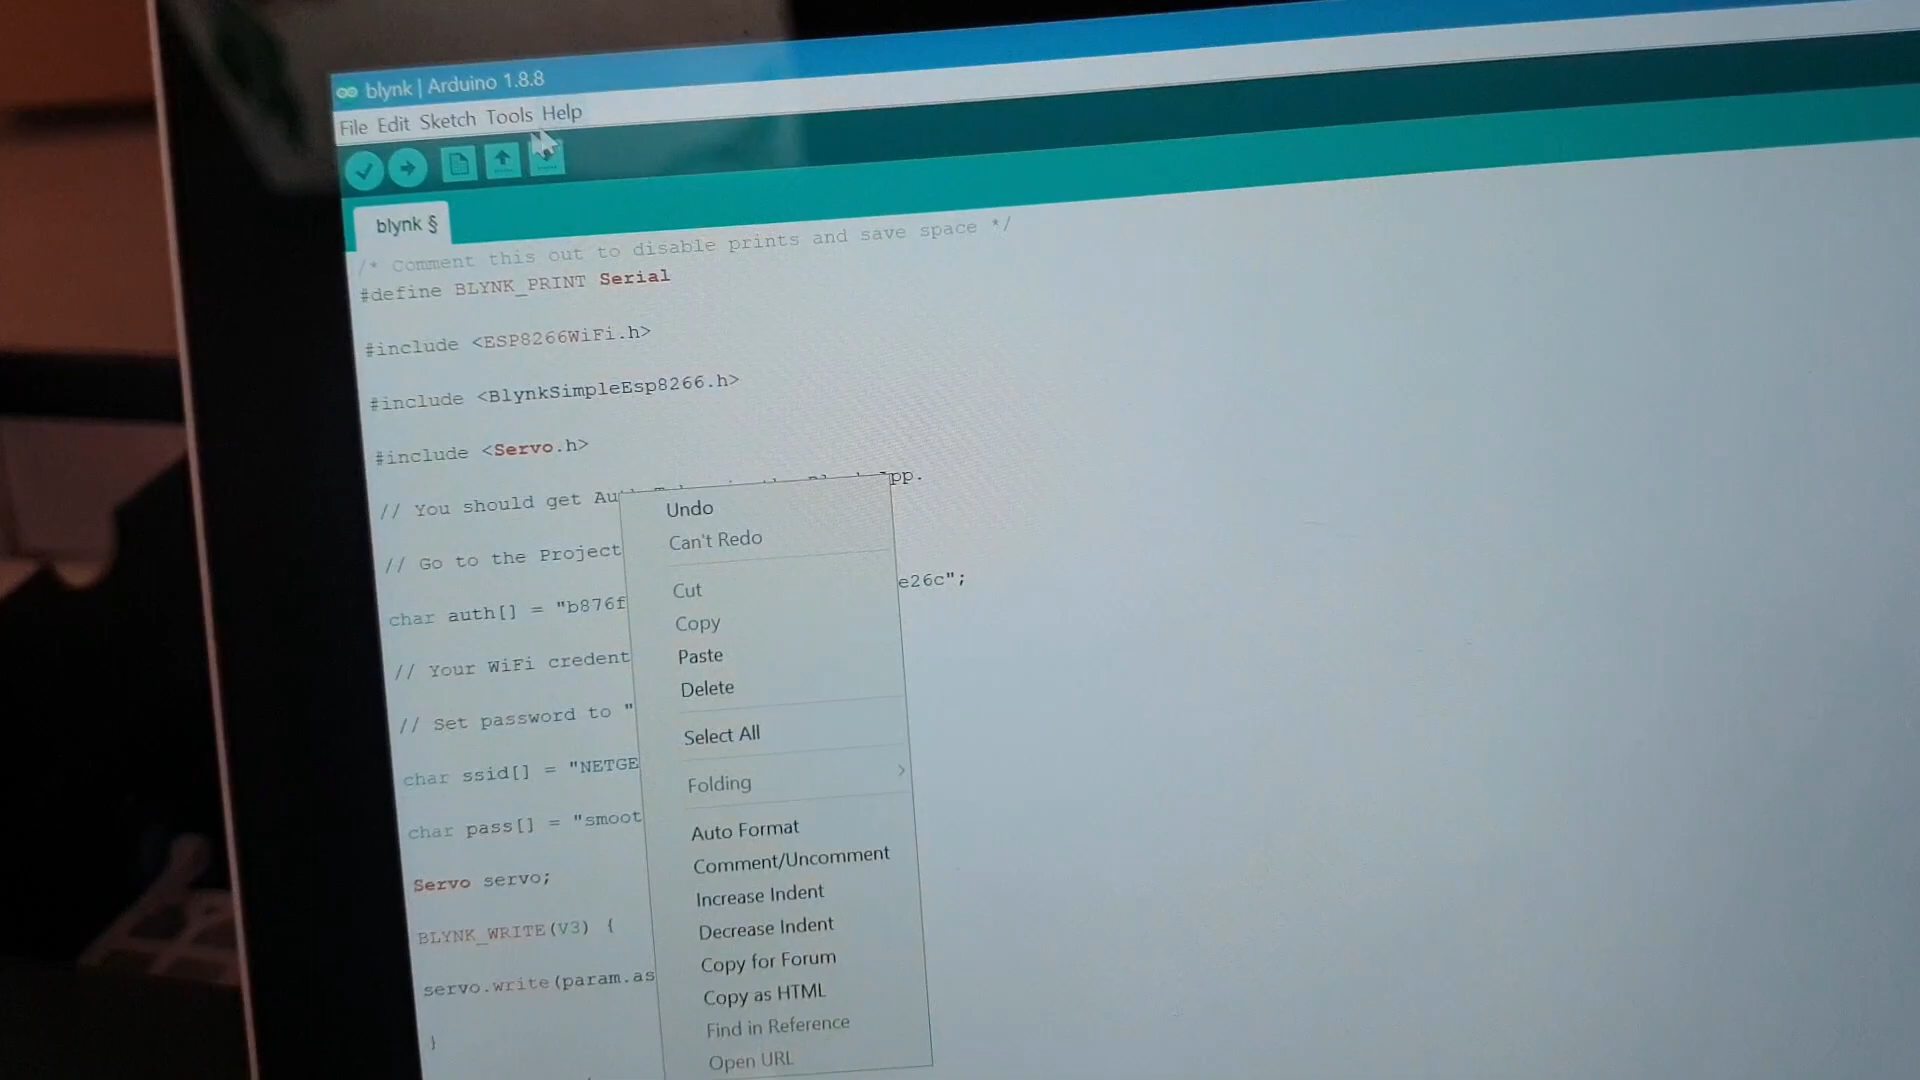 blynk | Arduino 1.8.8
File Edit Sketch Tools Help
blynk §
/* Comment this out to disable prints and save space */
#define BLYNK_PRINT Serial
#include <ESP8266WiFi.h>
#include <BlynkSimpleEsp8266.h>
#include <Servo.h>
// You should get Au pp.
// Go to the Project
char auth[] = "b876f e26c";
// Your WiFi credent
// Set password to "
char ssid[] = "NETGE
char pass[] = "smoot
Servo servo;
BLYNK_WRITE(V3) {
servo.write(param.as
}
Undo
Can't Redo
Cut
Copy
Paste
Delete
Select All
Folding
Auto Format
Comment/Uncomment
Increase Indent
Decrease Indent
Copy for Forum
Copy as HTML
Find in Reference
Open URL